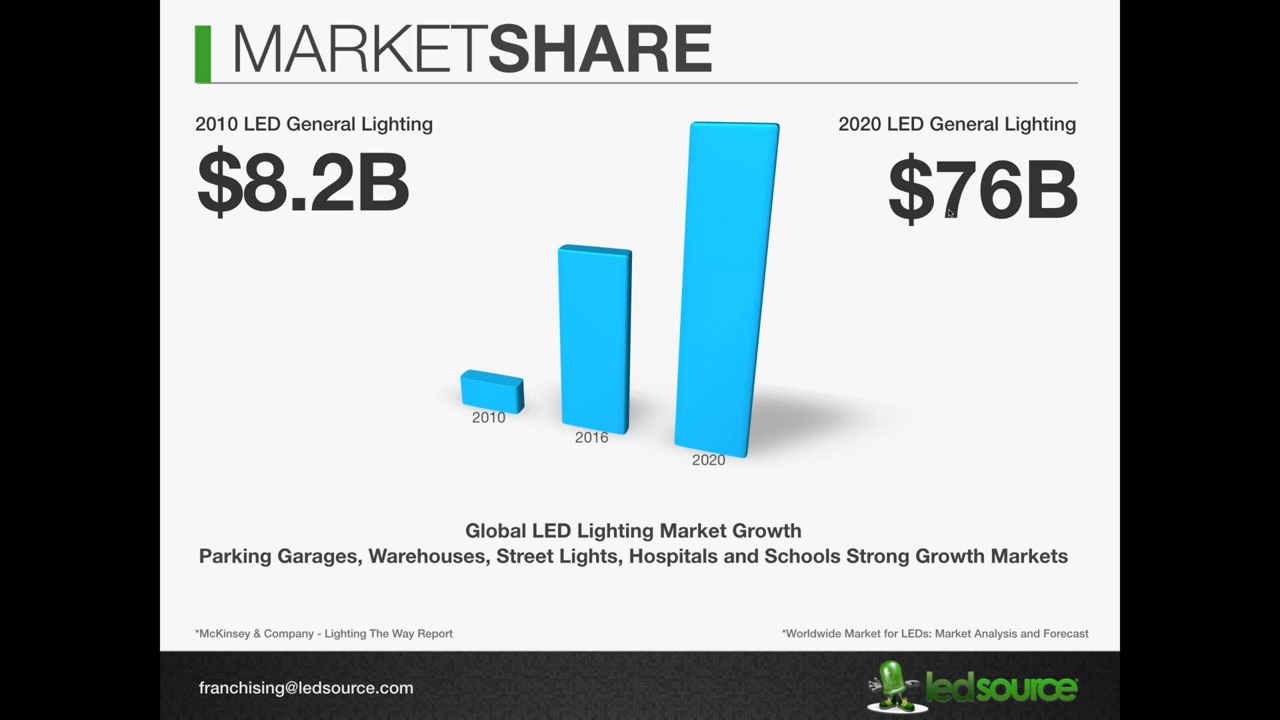 MARKETSHARE
2010 LED General Lighting
$8.2B
2020 LED General Lighting
$76B
2010
2016
2020
Global LED Lighting Market Growth
Parking Garages, Warehouses, Street Lights, Hospitals and Schools Strong Growth Markets
*McKinsey & Company - Lighting The Way Report
*Worldwide Market for LEDs: Market Analysis and Forecast
franchising@ledsource.com
ledsource